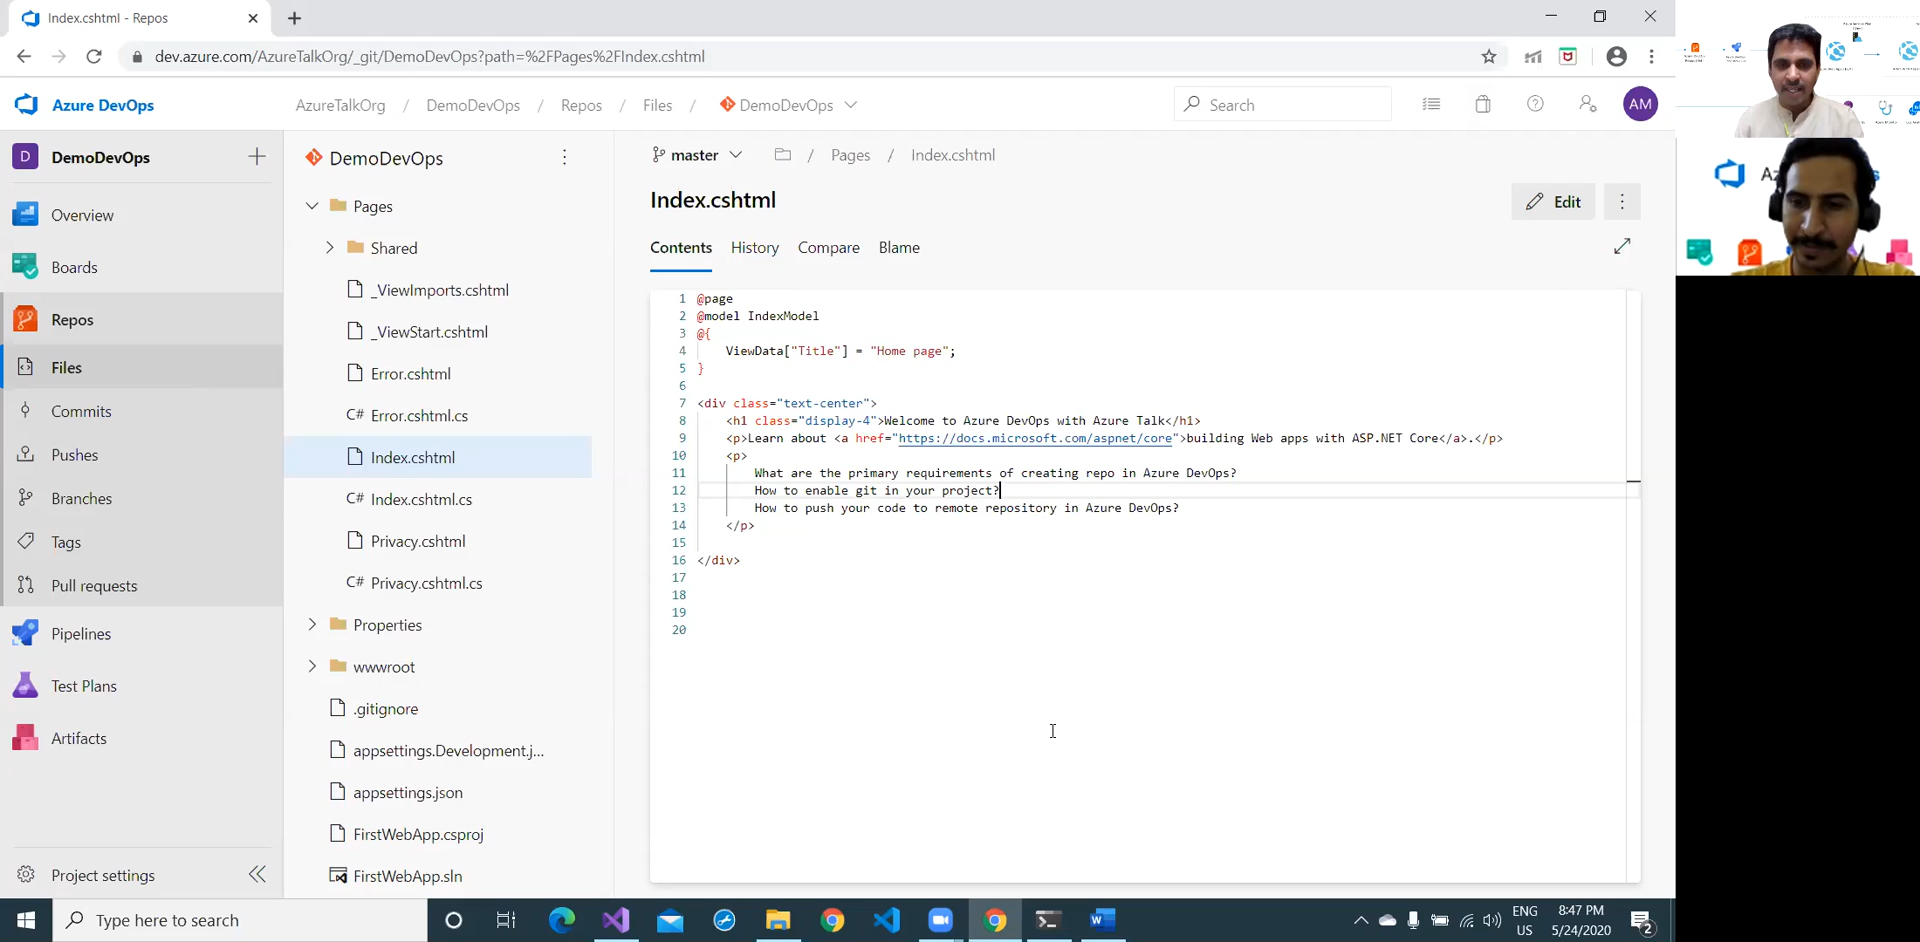 Index.cshtml - Repos
dev.azure.com/AzureTalkOrg/_git/DemoDevOps?path=%2FPages%2FIndex.cshtml
Azure DevOps
AzureTalkOrg / DemoDevOps / Repos / Files / DemoDevOps
Search
AM
D DemoDevOps
Overview
Boards
Repos
Files
Commits
Pushes
Branches
Tags
Pull requests
Pipelines
Test Plans
Artifacts
Project settings
DemoDevOps
Pages
Shared
_ViewImports.cshtml
_ViewStart.cshtml
Error.cshtml
C# Error.cshtml.cs
Index.cshtml
C# Index.cshtml.cs
Privacy.cshtml
C# Privacy.cshtml.cs
Properties
wwwroot
.gitignore
appsettings.Development.j...
appsettings.json
FirstWebApp.csproj
FirstWebApp.sln
master / Pages / Index.cshtml
Index.cshtml
Edit
Contents History Compare Blame
1 @page
2 @model IndexModel
3 @{
4 ViewData["Title"] = "Home page";
5 }
6
7 <div class="text-center">
8 <h1 class="display-4">Welcome to Azure DevOps with Azure Talk</h1>
9 <p>Learn about <a href="https://docs.microsoft.com/aspnet/core">building Web apps with ASP.NET Core</a>.</p>
10 <p>
11 What are the primary requirements of creating repo in Azure DevOps?
12 How to enable git in your project?
13 How to push your code to remote repository in Azure DevOps?
14 </p>
15
16 </div>
17
18
19
20
Type here to search
ENG
US
8:47 PM
5/24/2020
2